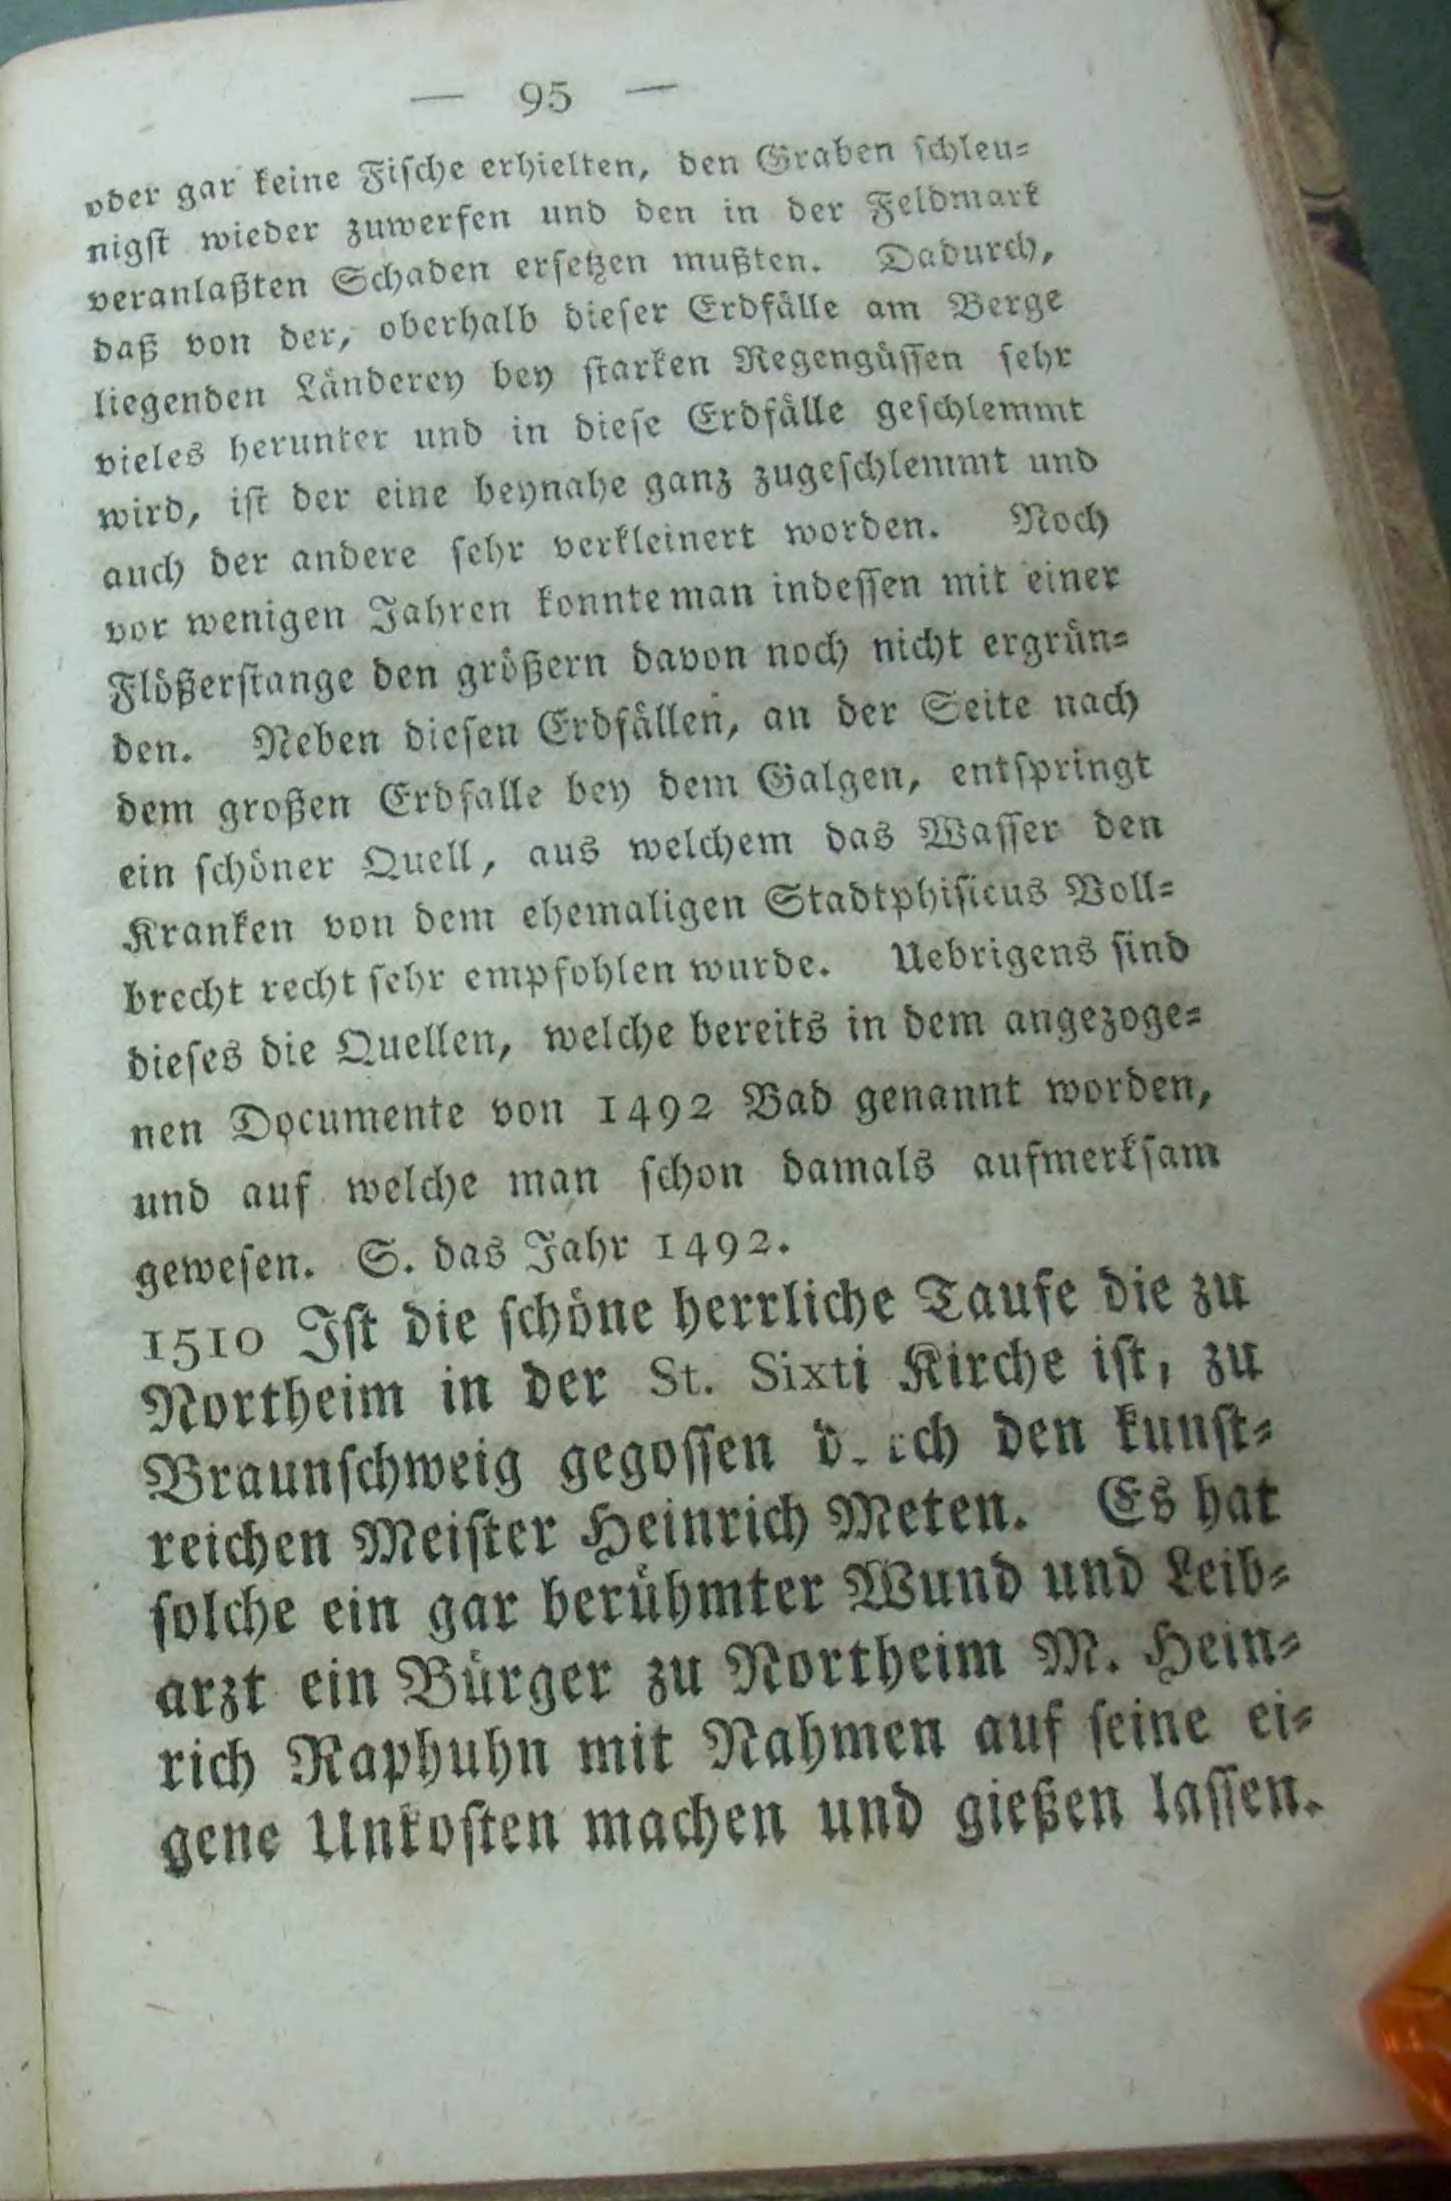 — 95 —
oder gar keine Fische erhielten, den Graben schleu=
nigst wieder zuwerfen und den in der Feldmark
veranlaßten Schaden ersetzen mußten. Dadurch,
daß von der, oberhalb dieser Erdfälle am Berge
liegenden Länderey bey starken Regengüssen sehr
vieles herunter und in diese Erdfälle geschlemmt
wird, ist der eine beynahe ganz zugeschlemmt und
auch der andere sehr verkleinert worden. Noch
vor wenigen Jahren konnte man indessen mit einer
Flößerstange den größern davon noch nicht ergrün=
den. Neben diesen Erdfällen, an der Seite nach
dem großen Erdfalle bey dem Galgen, entspringt
ein schöner Quell, aus welchem das Wasser den
Kranken von dem ehemaligen Stadtphisicus Voll=
brecht recht sehr empfohlen wurde. Uebrigens sind
dieses die Quellen, welche bereits in dem angezoge=
nen Documente von 1492 Bad genannt worden,
und auf welche man schon damals aufmerksam
gewesen. S. das Jahr 1492.
1510 Ist die schöne herrliche Taufe die zu
Northeim in der St. Sixti Kirche ist, zu
Braunschweig gegossen den kunst=
reichen Meister Heinrich Meten. Es hat
solche ein gar berühmter Wund und Leib=
arzt ein Bürger zu Northeim M. Hein=
rich Raphuhn mit Nahmen auf seine ei=
gene Unkosten machen und gießen lassen.